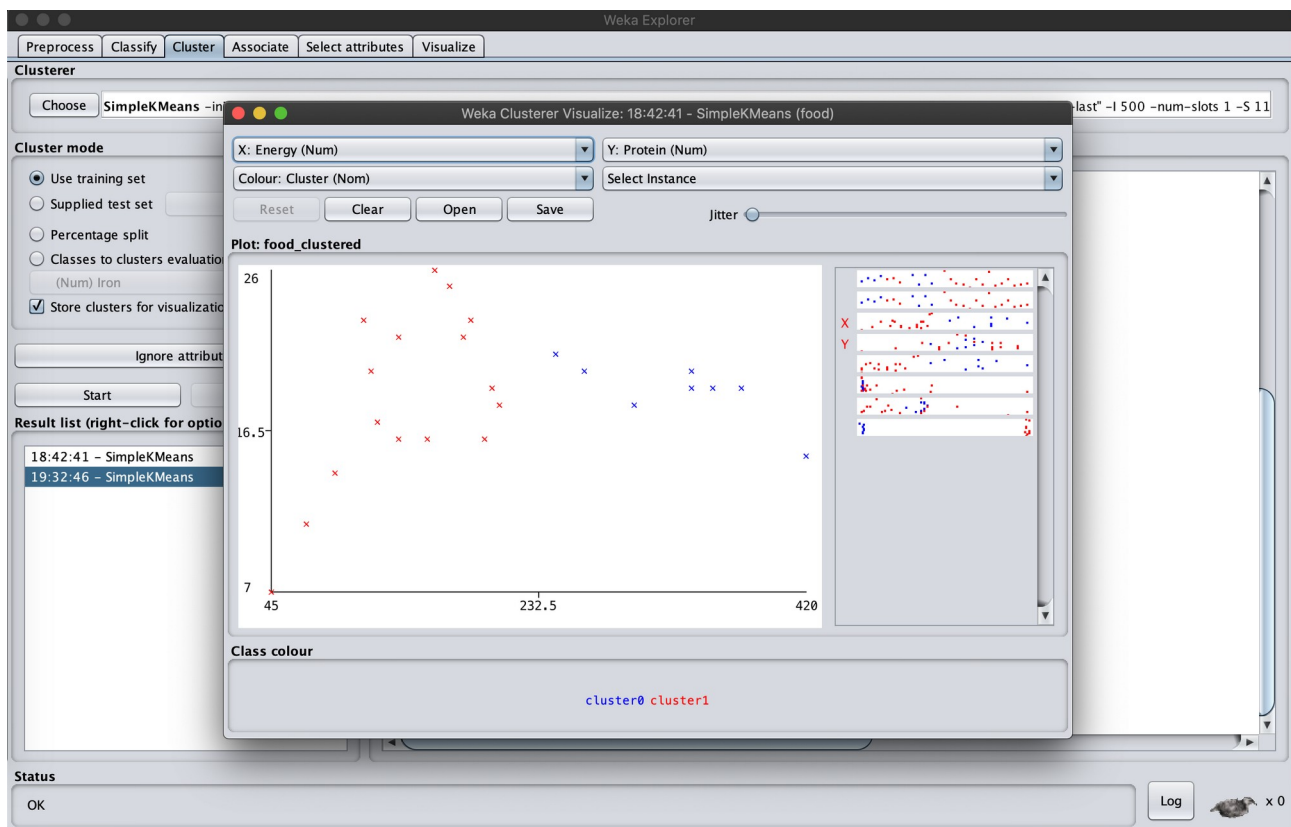 Weka Explorer
Preprocess Classify Cluster Associate Select attributes Visualize
Clusterer
Choose SimpleKMeans -in
last" -I 500 -num-slots 1 -S 11
Weka Clusterer Visualize: 18:42:41 - SimpleKMeans (food)
X: Energy (Num) Y: Protein (Num)
Colour: Cluster (Nom) Select Instance
Reset Clear Open Save Jitter
Plot: food_clustered
26
16.5
7
45 232.5 420
X
Y
Class colour
cluster0 cluster1
Cluster mode
Use training set
Supplied test set
Percentage split
Classes to clusters evaluatio
(Num) Iron
Store clusters for visualizatio
Ignore attribut
Start
Result list (right-click for optio
18:42:41 - SimpleKMeans
19:32:46 - SimpleKMeans
Status
OK
Log x 0